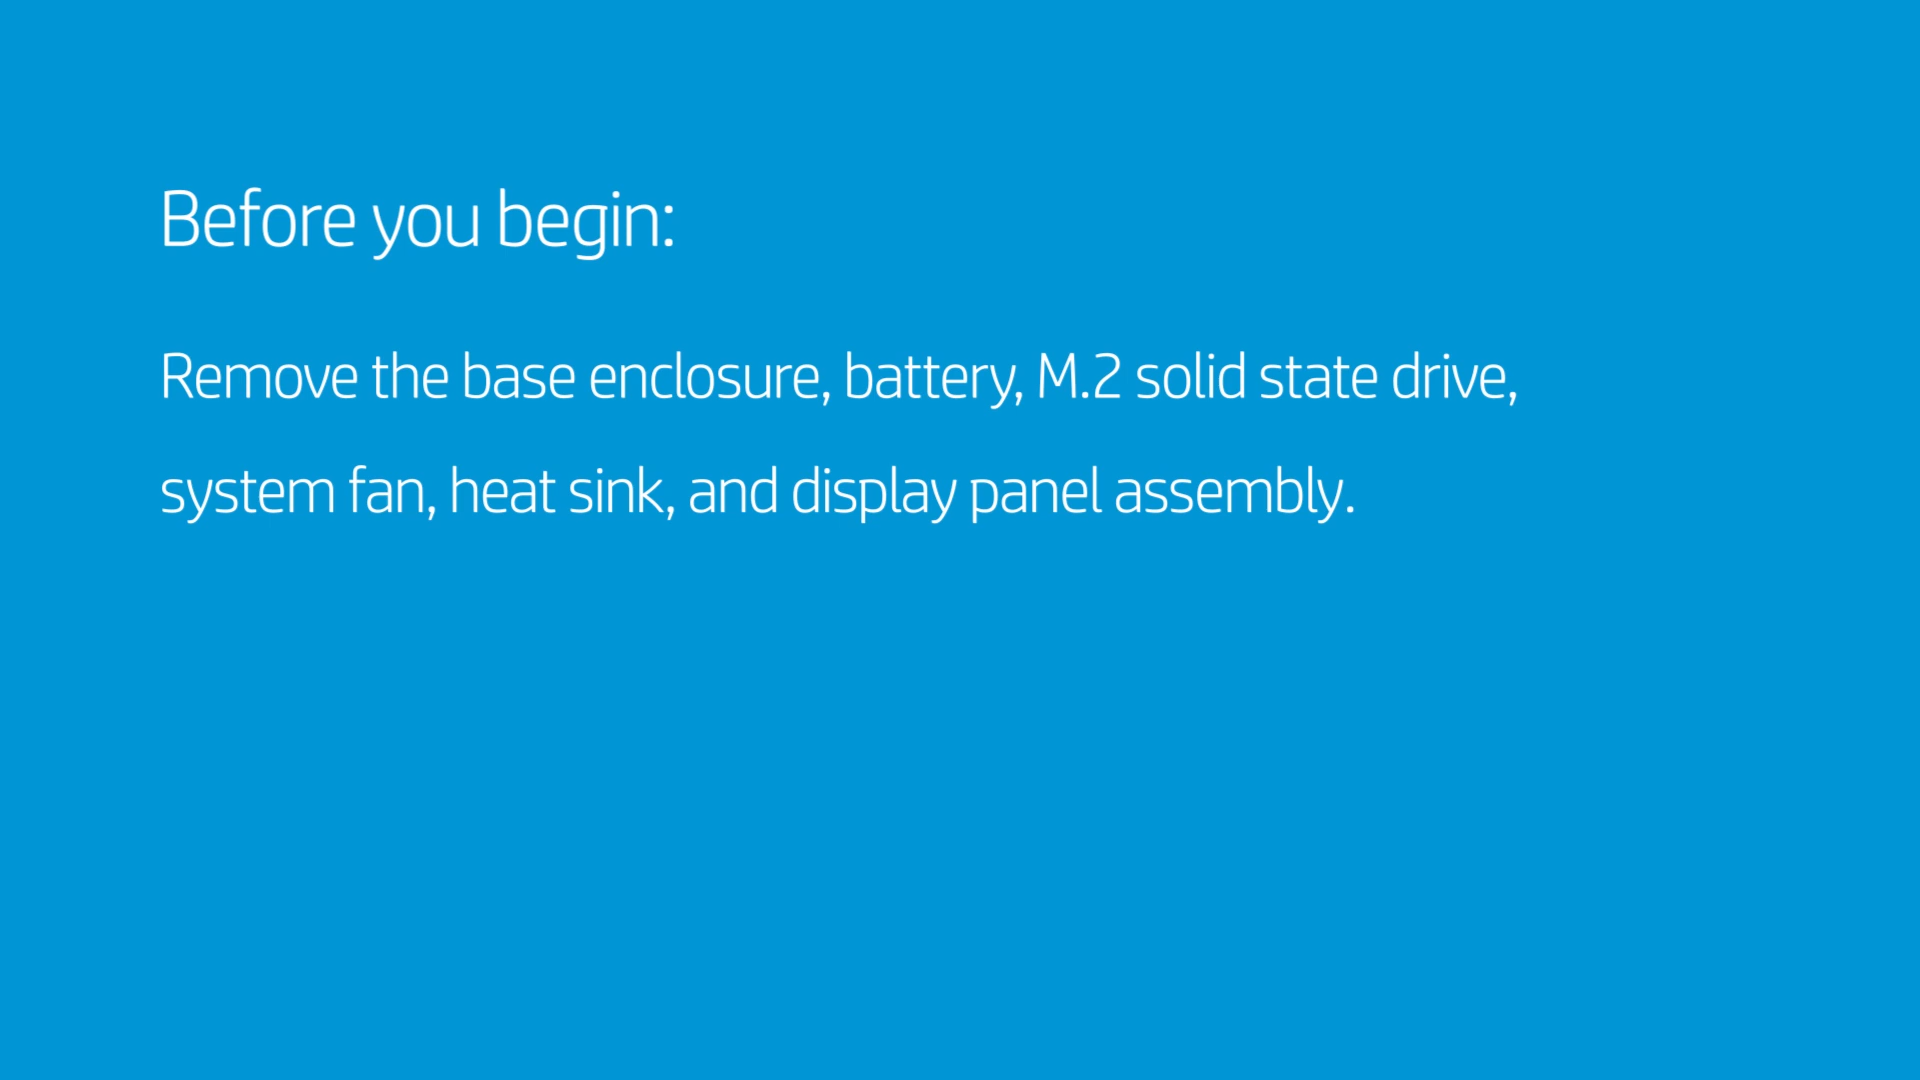 Before you begin:
Remove the base enclosure, battery, M.2 solid state drive,
system fan, heat sink, and display panel assembly.